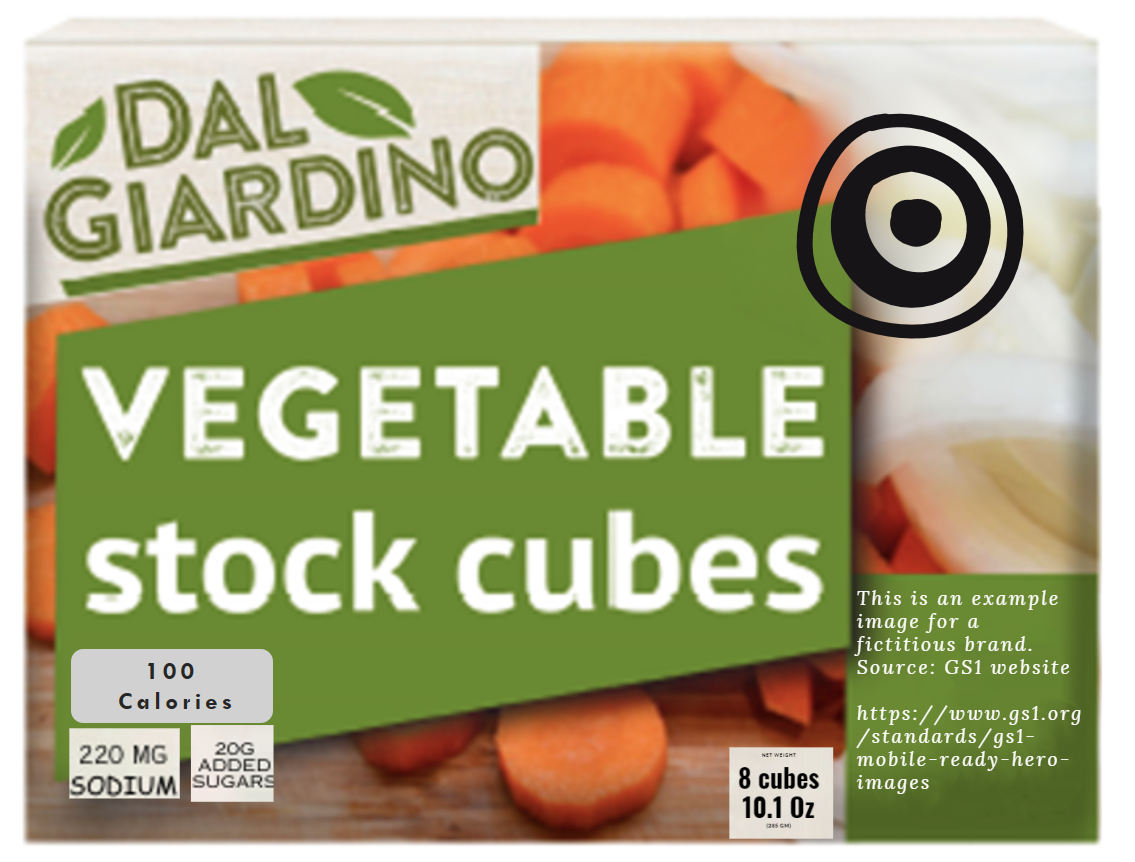 DAL
GIARDINO
VEGETABLE
stock cubes
This is an example
image for a
fictitious brand.
Source: GS1 website
https://www.gs1.org
/standards/gs1-
mobile-ready-hero-
images
100
Calories
220 MG
SODIUM
20G
ADDED
SUGARS
NET WEIGHT
8 cubes
10.1 Oz
(285 GM)